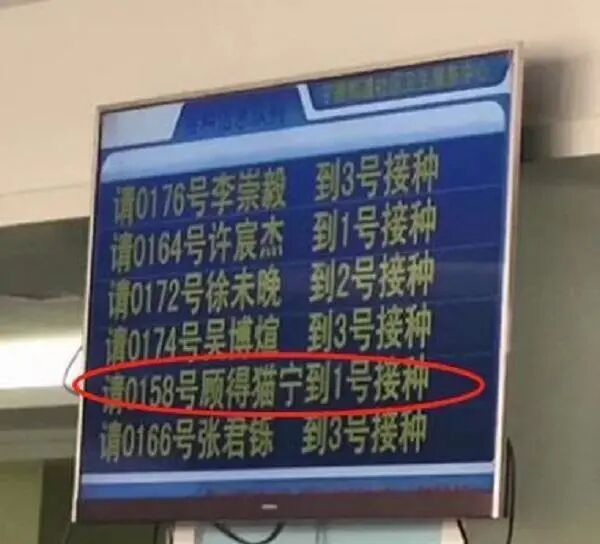 请0176号李崇毅 到3号接种
请0164号许宸杰 到1号接种
请0172号徐未晚 到2号接种
请0174号吴博煊 到3号接种
请0158号顾得猫宁到1号接种
请0166号张君铄 到3号接种